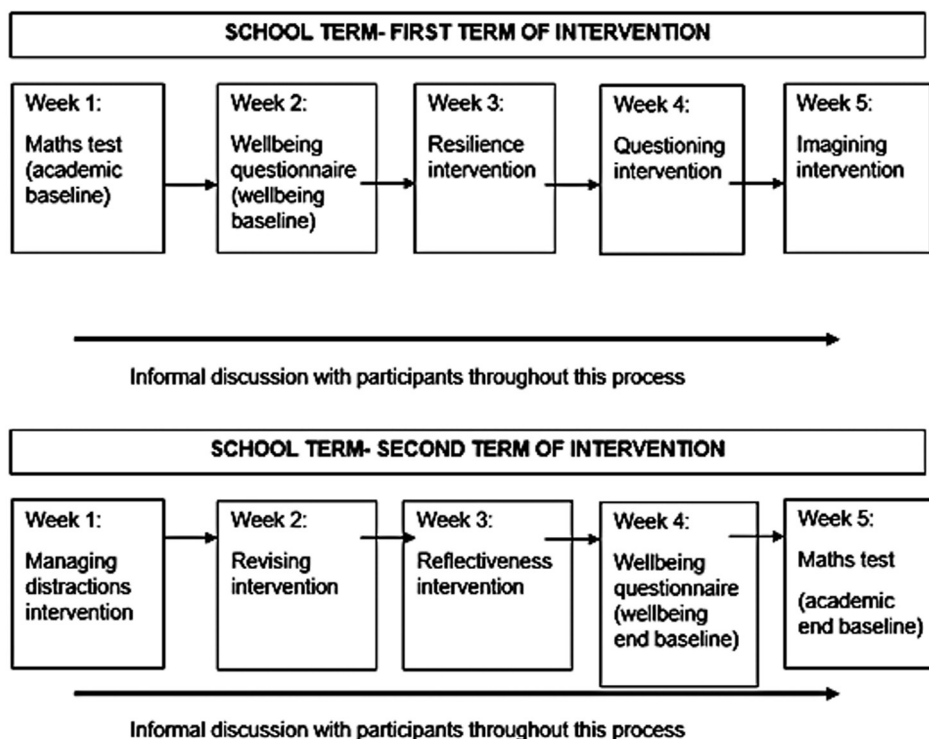 SCHOOL TERM- FIRST TERM OF INTERVENTION
Week 1:
Maths test
(academic
baseline)
Week 2:
Wellbeing
questionnaire
(wellbeing
baseline)
Week 3:
Resilience
intervention
Week 4:
Questioning
intervention
Week 5:
Imagining
intervention
Informal discussion with participants throughout this process
SCHOOL TERM- SECOND TERM OF INTERVENTION
Week 1:
Managing
distractions
intervention
Week 2:
Revising
intervention
Week 3:
Reflectiveness
intervention
Week 4:
Wellbeing
questionnaire
(wellbeing
end baseline)
Week 5:
Maths test
(academic
end baseline)
Informal discussion with participants throughout this process